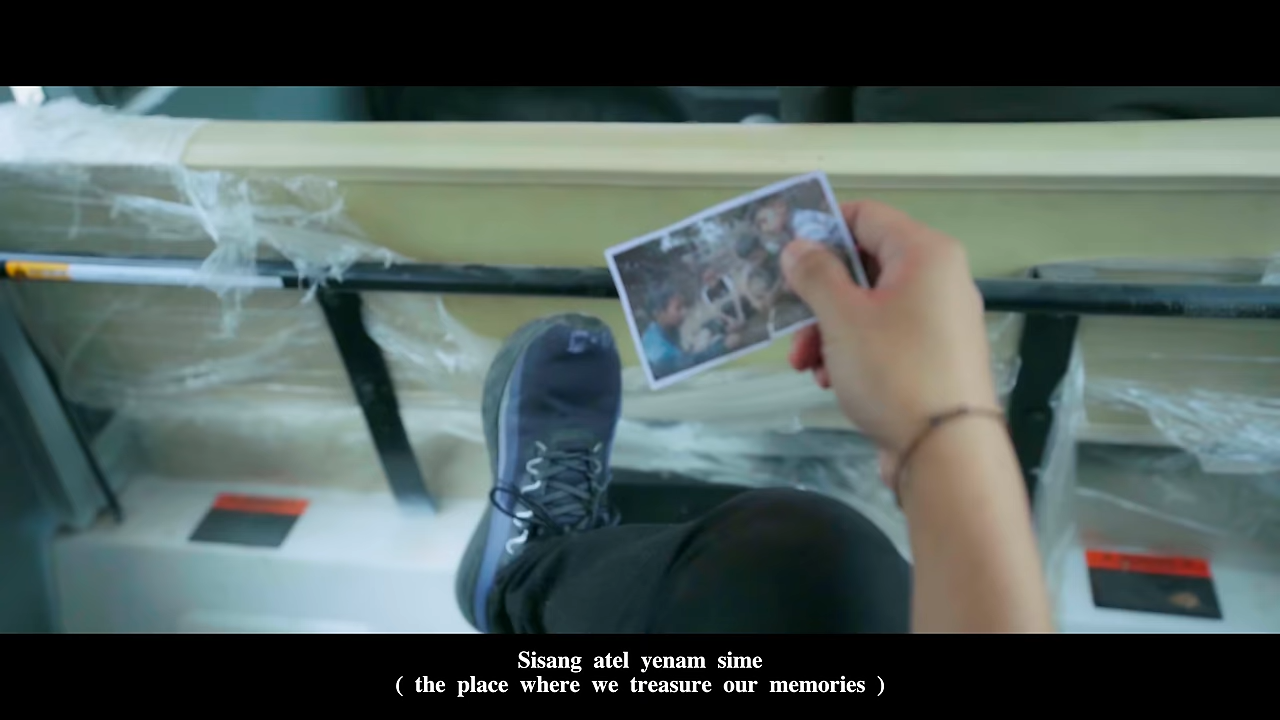 Sisang atel yenam sime
( the place where we treasure our memories )